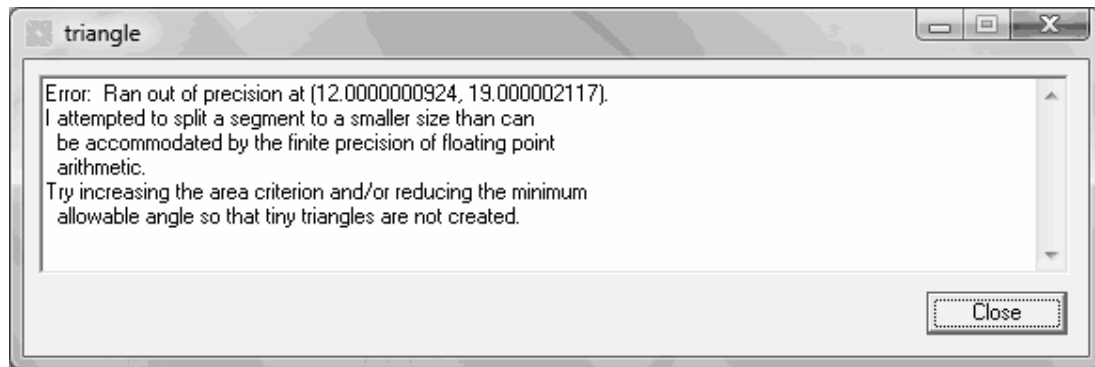 triangle
Error:  Ran out of precision at (12.0000000924, 19.000002117).
I attempted to split a segment to a smaller size than can
be accommodated by the finite precision of floating point
arithmetic.
Try increasing the area criterion and/or reducing the minimum
allowable angle so that tiny triangles are not created.
Close